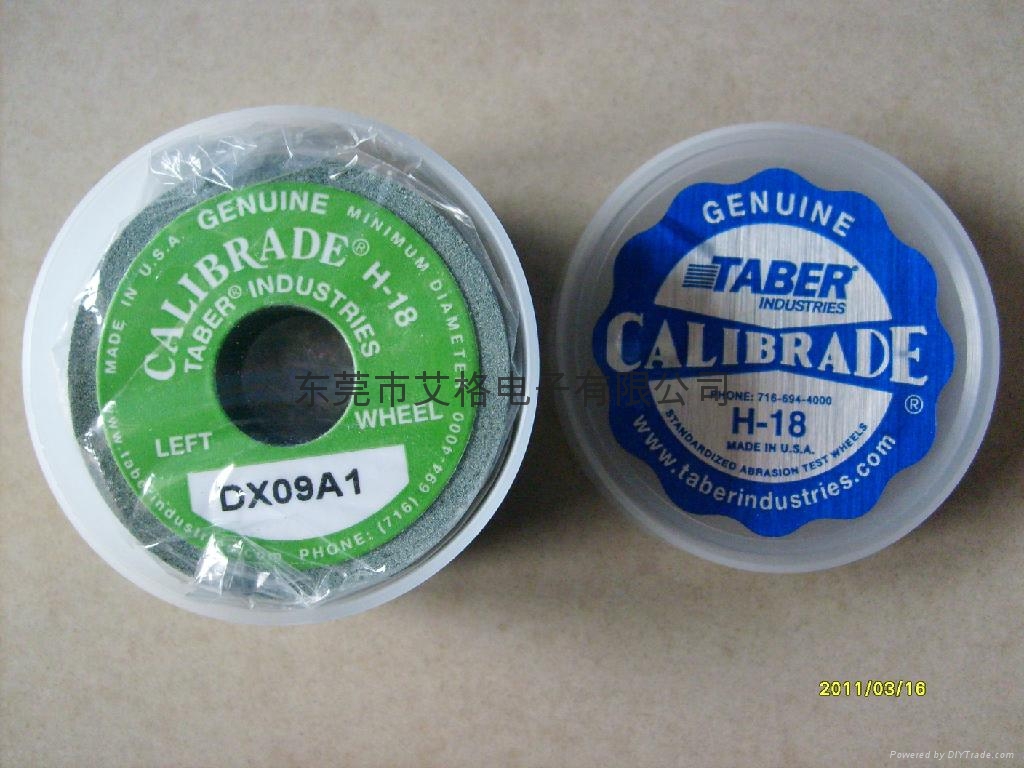 GENUINE
CALIBRADE® H-18
TABER® INDUSTRIES
MADE IN U.S.A.
MINIMUM DIAMETE
LEFT
WHEEL
DX09A1
PHONE: (716) 694-4000
GENUINE
TABER®
INDUSTRIES
CALIBRADE®
PHONE: 716-694-4000
H-18
MADE IN U.S.A.
STANDARDIZED ABRASION TEST WHEELS
www.taberindustries.com
东莞市艾格电子有限公司
2011/03/16
Powered by DIYTrade.com